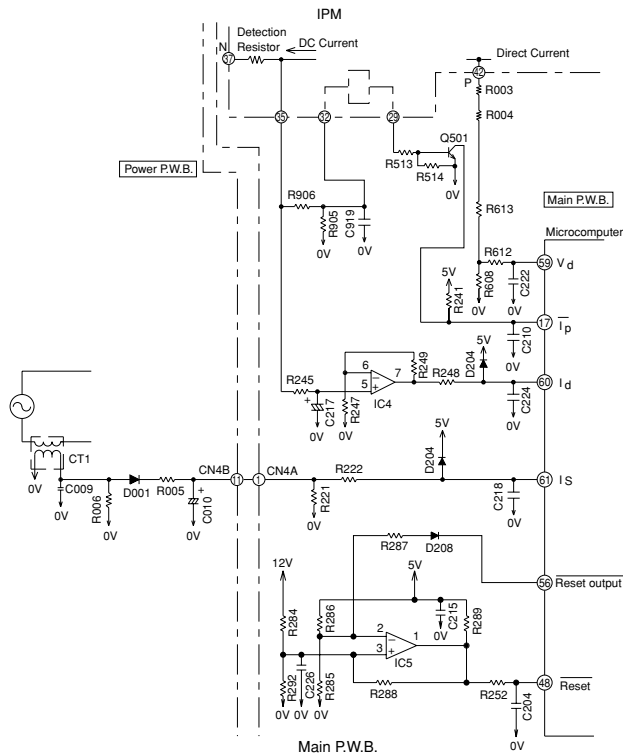 IPM
Detection
Resistor
DC Current
Direct Current
N
37
42
P
R003
R004
35
32
29
Q501
R513
R514
0V
Power P.W.B.
R906
R905
C919
0V
0V
R613
Main P.W.B.
Microcomputer
R612
59
Vd
5V
R241
R608
C222
0V
0V
17
Ip
C210
0V
5V
R249
D204
6
7
R245
5
IC4
R248
60
Id
+
C217
R247
C224
0V
0V
0V
5V
CT1
D204
0V
C009
CN4B
CN4A
R222
0V
R006
D001
R005
+
C010
11
1
R221
61
IS
C218
0V
0V
0V
0V
R287
D208
12V
5V
56
Reset output
R284
R286
C215
R289
0V
2
1
3
IC5
R292
C226
R285
R288
R252
48
Reset
C204
0V
0V
0V
0V
Main P.W.B.